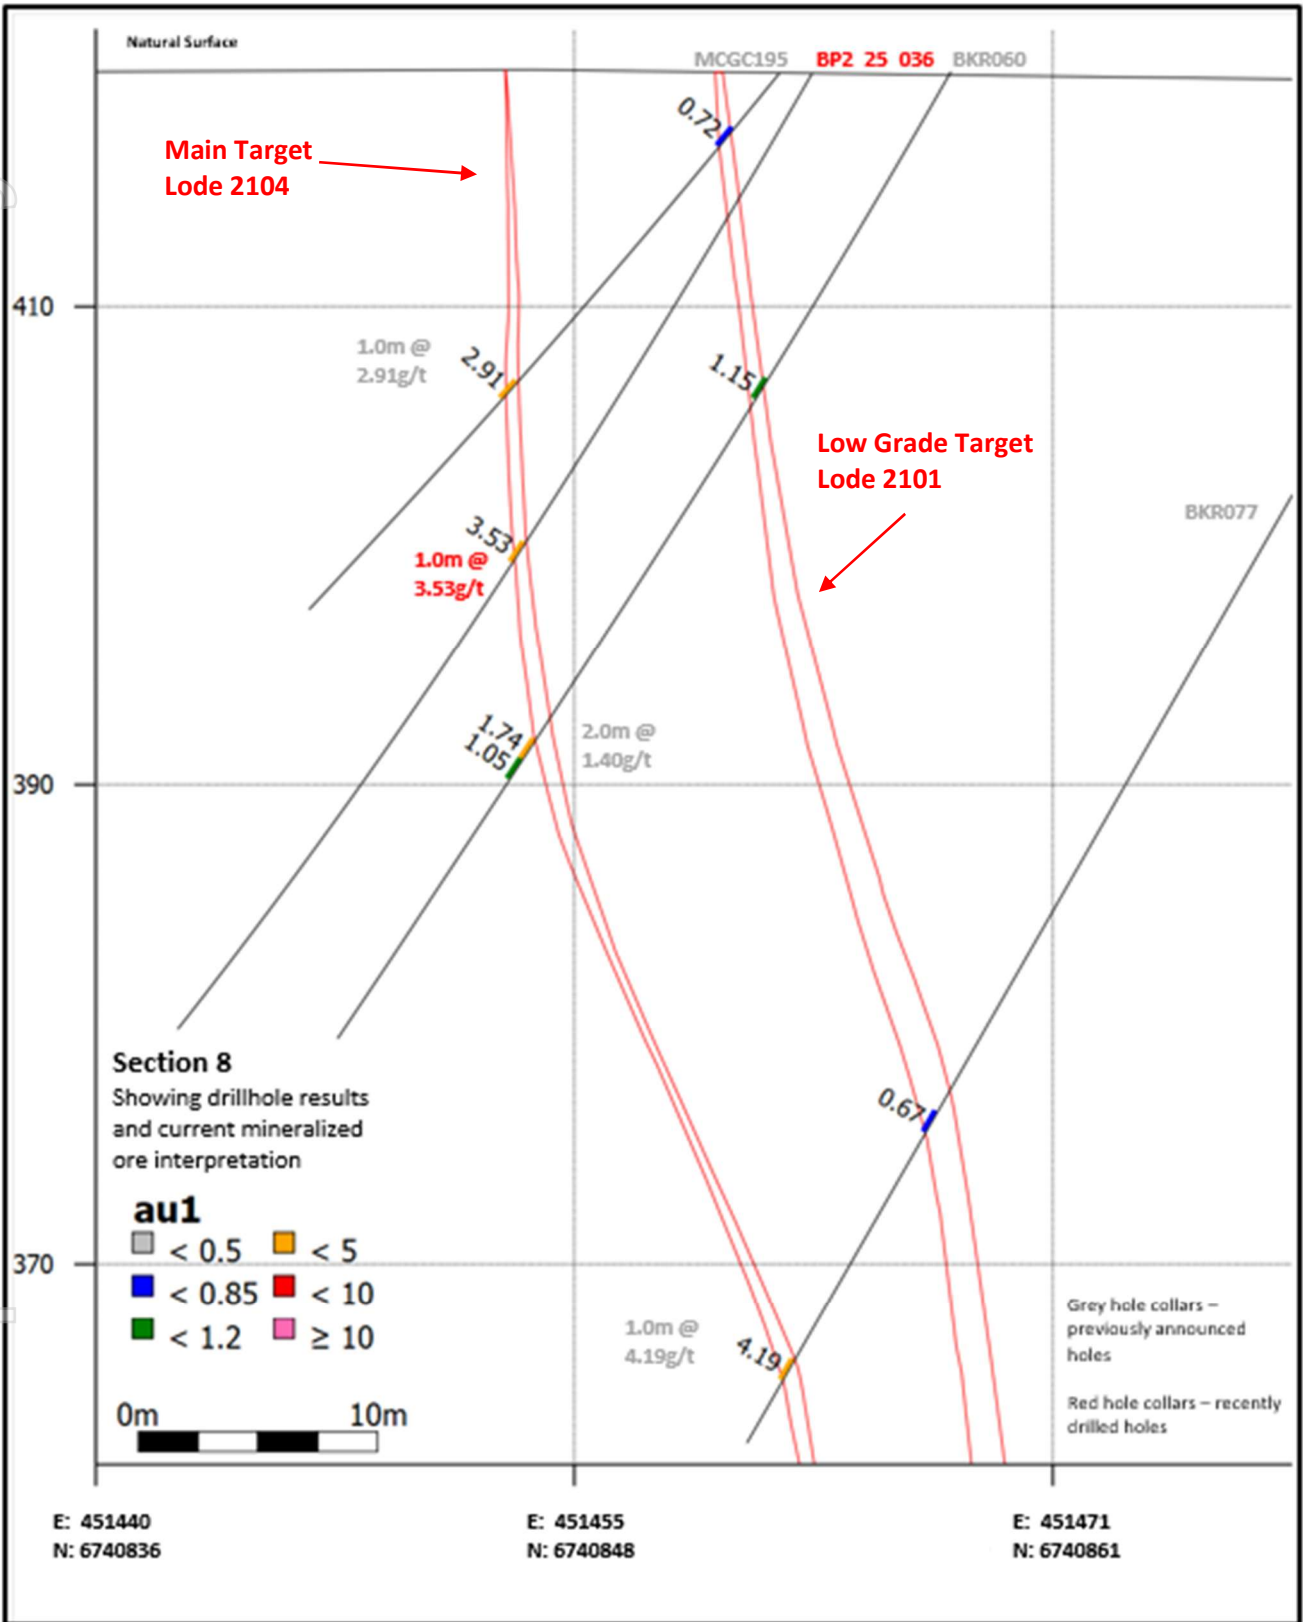 Natural Surface
MCGC195
BP2 25 036
BKR060
0.72
Main Target
Lode 2104
410
1.0m @
2.91g/t
2.91
1.15
Low Grade Target
Lode 2101
BKR077
3.53
1.0m @
3.53g/t
1.74
1.05
2.0m @
1.40g/t
390
Section 8
Showing drillhole results
and current mineralized
ore interpretation
0.67
au1
< 0.5
< 5
< 0.85
< 10
< 1.2
≥ 10
370
1.0m @
4.19g/t
4.19
Grey hole collars –
previously announced
holes
Red hole collars – recently
drilled holes
0m
10m
E: 451440
N: 6740836
E: 451455
N: 6740848
E: 451471
N: 6740861